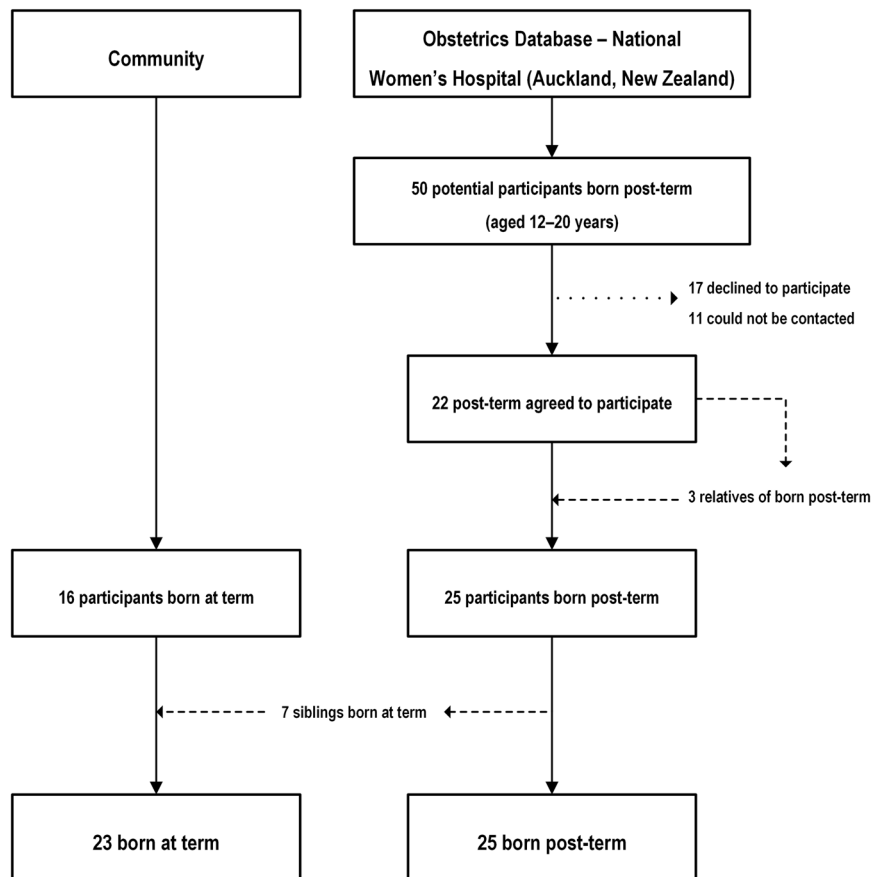 Community
Obstetrics Database – National
Women's Hospital (Auckland, New Zealand)
50 potential participants born post-term
(aged 12–20 years)
17 declined to participate
11 could not be contacted
22 post-term agreed to participate
3 relatives of born post-term
16 participants born at term
25 participants born post-term
7 siblings born at term
23 born at term
25 born post-term